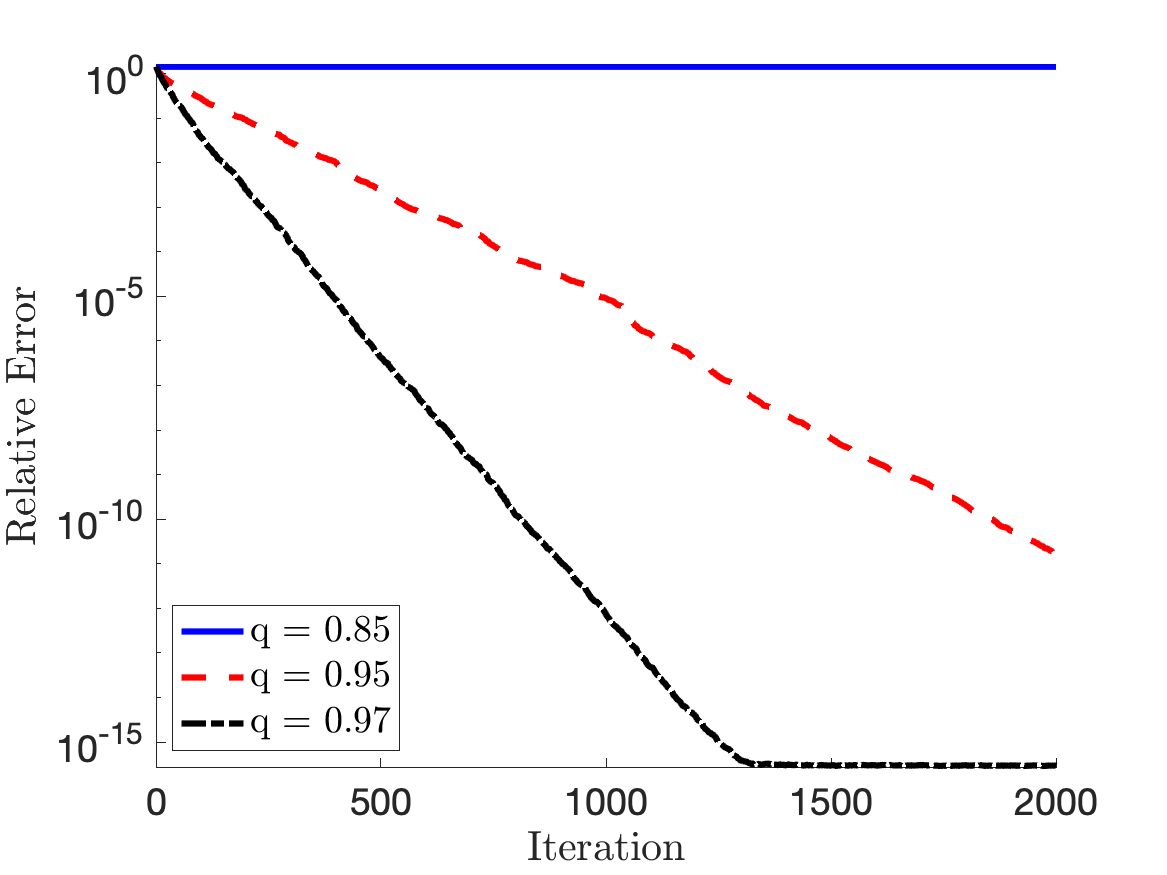 10^0
10^-5
10^-10
10^-15
Relative Error
q = 0.85
q = 0.95
q = 0.97
0 500 1000 1500 2000
Iteration